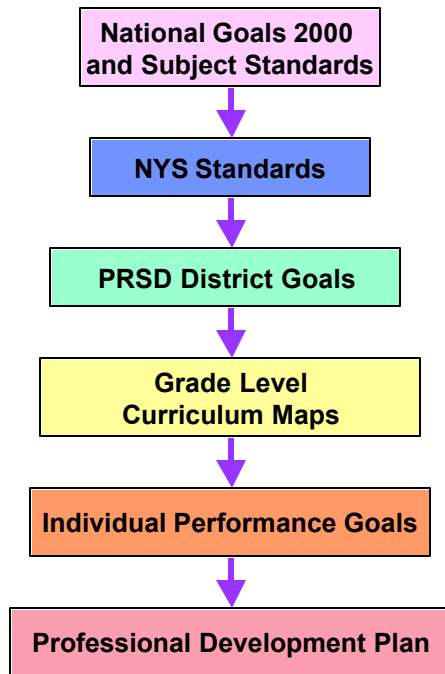 National Goals 2000
and Subject Standards
NYS Standards
PRSD District Goals
Grade Level
Curriculum Maps
Individual Performance Goals
Professional Development Plan